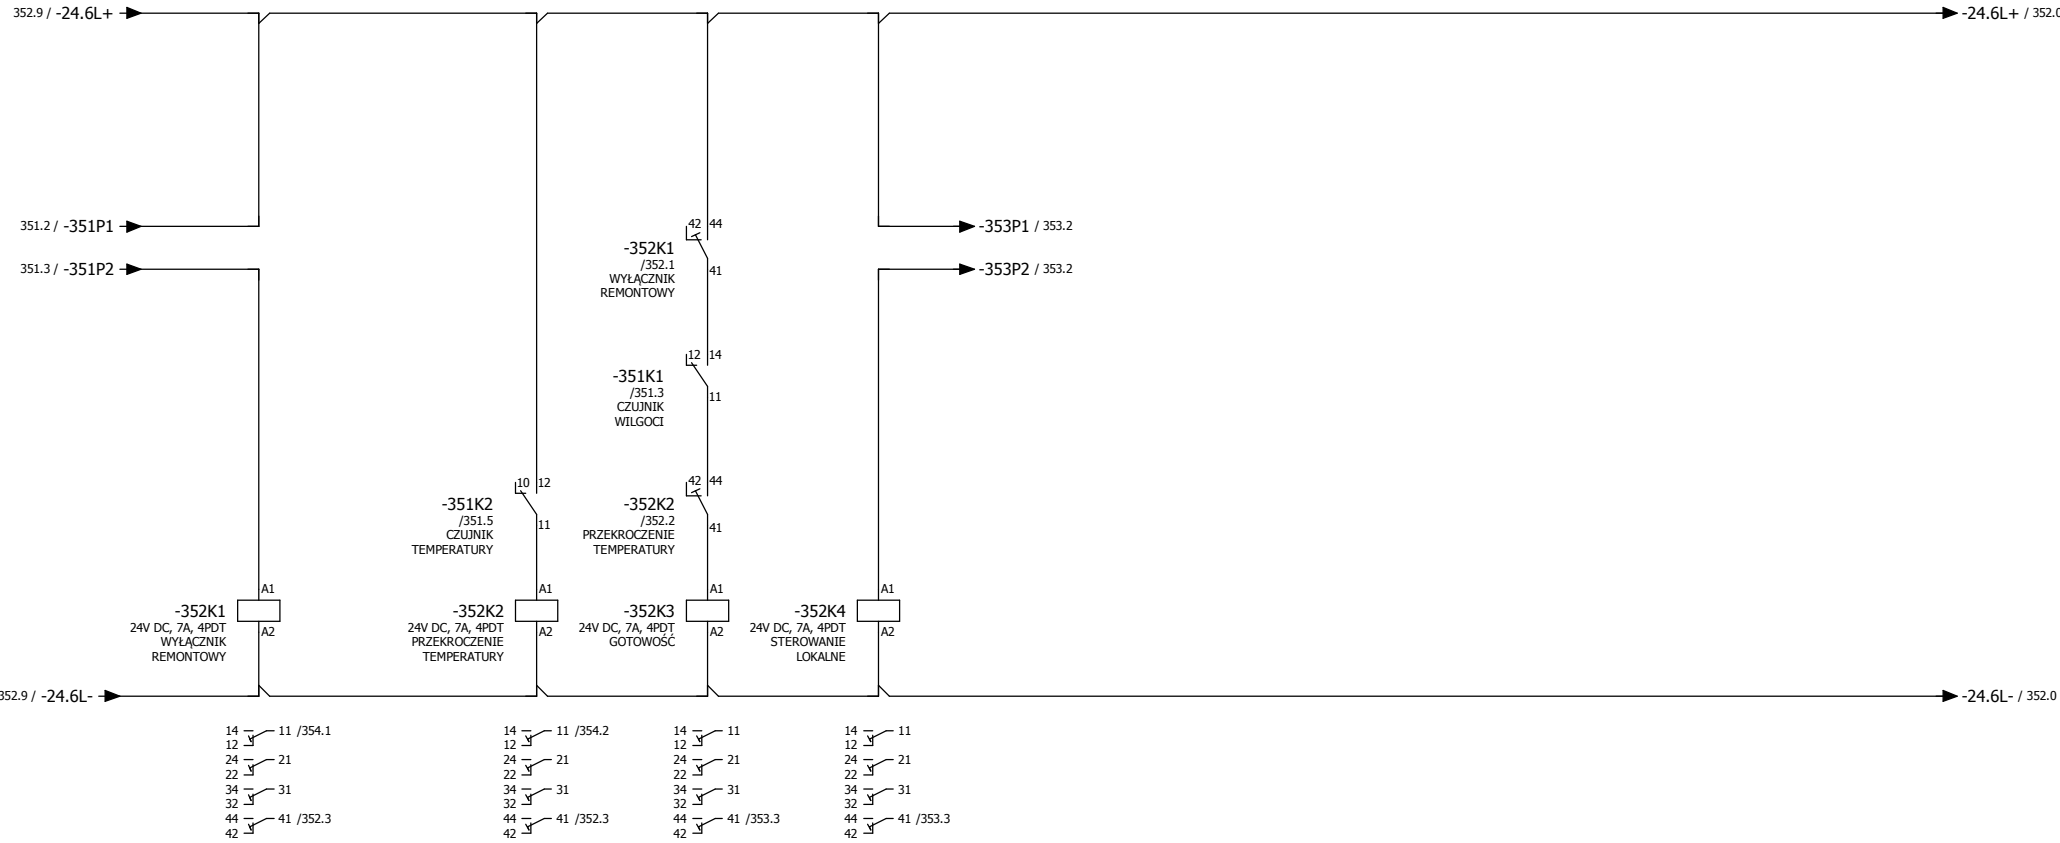 352.9 / -24.6L+
-24.6L+ / 352.0
351.2 / -351P1
-353P1 / 353.2
351.3 / -351P2
-353P2 / 353.2
42 44
-352K1
/352.1
WYŁĄCZNIK
REMONTOWY
41
12 14
-351K1
/351.3
CZUJNIK
WILGOCI
11
10 12
-351K2
/351.5
CZUJNIK
TEMPERATURY
11
42 44
-352K2
/352.2
PRZEKROCZENIE
TEMPERATURY
41
A1
-352K1
24V DC, 7A, 4PDT
WYŁĄCZNIK
REMONTOWY
A2
A1
-352K2
24V DC, 7A, 4PDT
PRZEKROCZENIE
TEMPERATURY
A2
A1
-352K3
24V DC, 7A, 4PDT
GOTOWOŚĆ
A2
A1
-352K4
24V DC, 7A, 4PDT
STEROWANIE
LOKALNE
A2
352.9 / -24.6L-
-24.6L- / 352.0
14 11 /354.1
12
24 21
22
34 31
32
44 41 /352.3
42
14 11 /354.2
12
24 21
22
34 31
32
44 41 /352.3
42
14 11
12
24 21
22
34 31
32
44 41 /353.3
42
14 11
12
24 21
22
34 31
32
44 41 /353.3
42